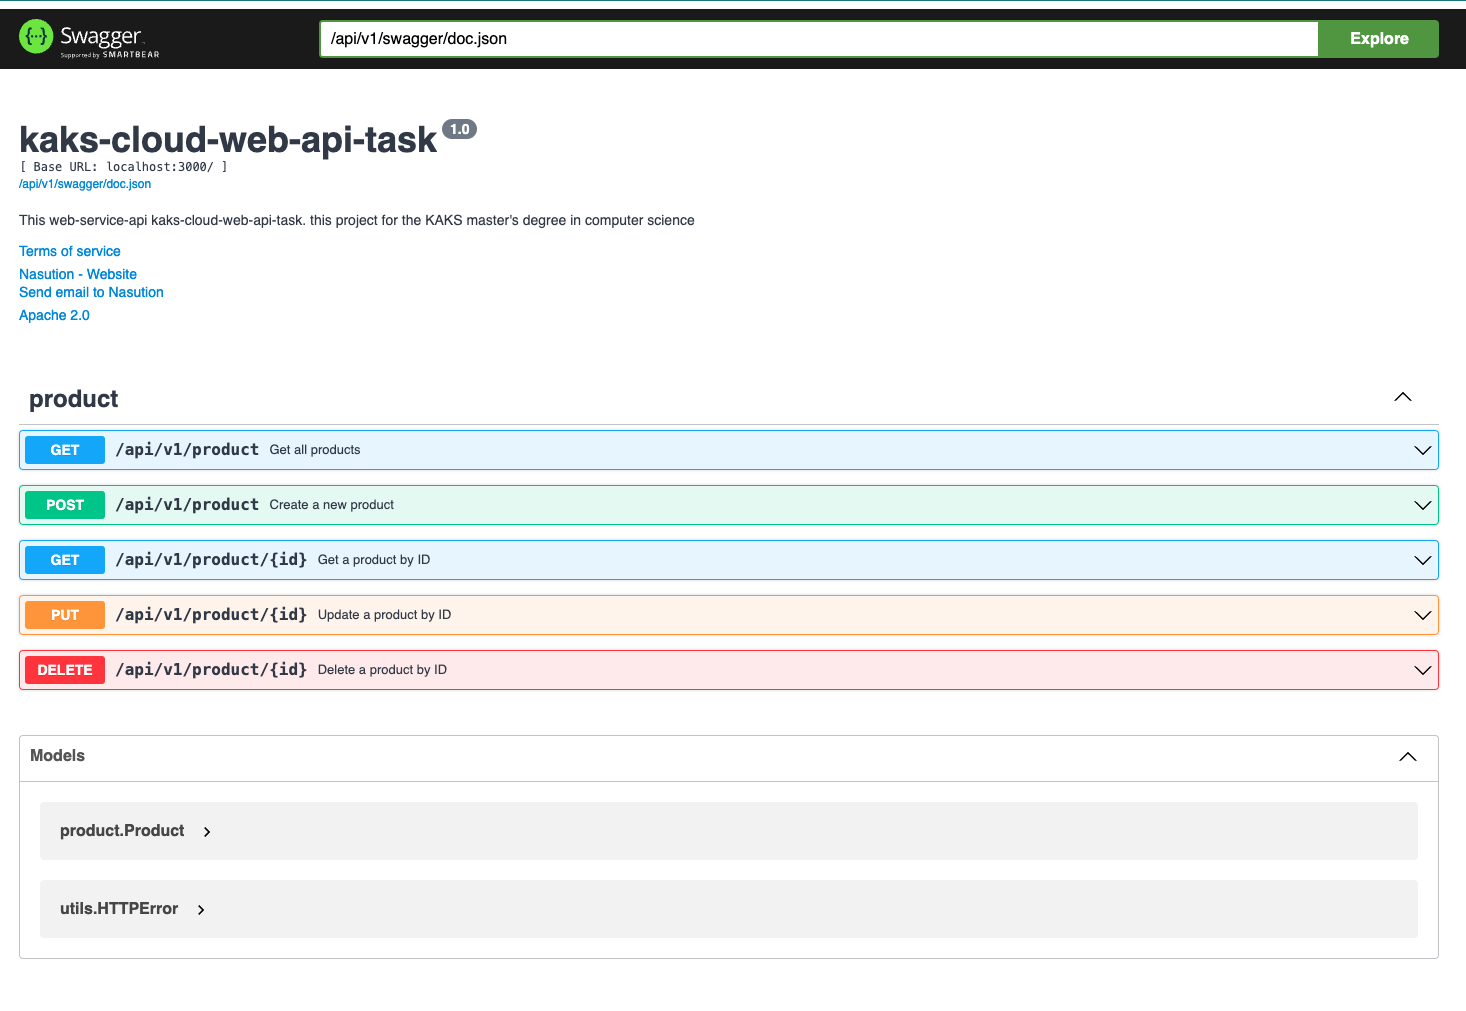 Swagger
Supported by SMARTBEAR
/api/v1/swagger/doc.json
Explore
kaks-cloud-web-api-task 1.0
[ Base URL: localhost:3000/ ]
/api/v1/swagger/doc.json
This web-service-api kaks-cloud-web-api-task. this project for the KAKS master's degree in computer science
Terms of service
Nasution - Website
Send email to Nasution
Apache 2.0
product
GET /api/v1/product Get all products
POST /api/v1/product Create a new product
GET /api/v1/product/{id} Get a product by ID
PUT /api/v1/product/{id} Update a product by ID
DELETE /api/v1/product/{id} Delete a product by ID
Models
product.Product
utils.HTTPError